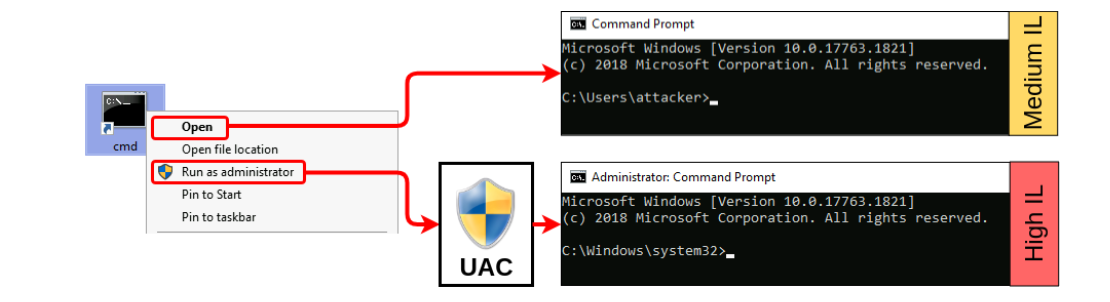 C:\
cmd
Open
Open file location
Run as administrator
Pin to Start
Pin to taskbar
Command Prompt
Microsoft Windows [Version 10.0.17763.1821]
(c) 2018 Microsoft Corporation. All rights reserved.
C:\Users\attacker>
Medium IL
UAC
Administrator: Command Prompt
Microsoft Windows [Version 10.0.17763.1821]
(c) 2018 Microsoft Corporation. All rights reserved.
C:\Windows\system32>
High IL